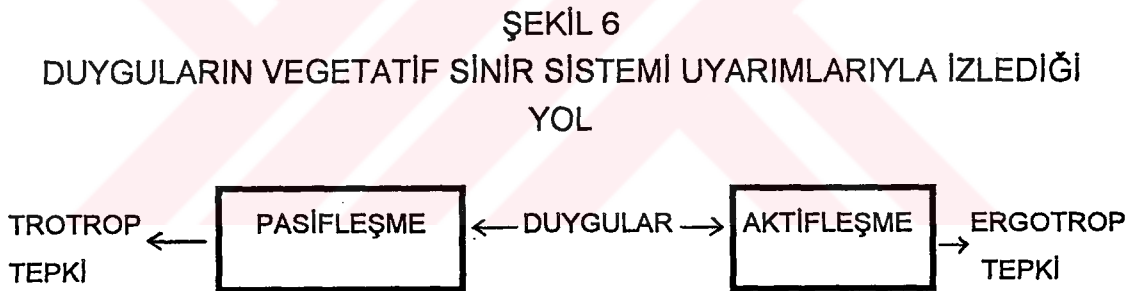 ŞEKİL 6
DUYGULARIN VEGETATİF SİNİR SİSTEMİ UYARIMLARIYLA İZLEDİĞİ
YOL
TROTROP TEPKİ ← PASİFLEŞME ← DUYGULAR → AKTİFLEŞME → ERGOTROP TEPKİ